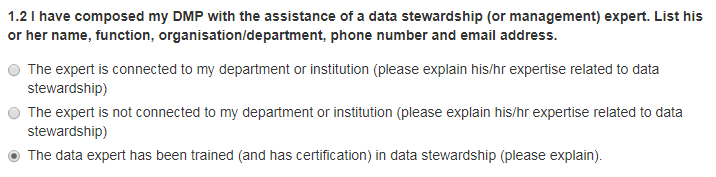 1.2 I have composed my DMP with the assistance of a data stewardship (or management) expert. List his
or her name, function, organisation/department, phone number and email address.
The expert is connected to my department or institution (please explain his/hr expertise related to data
stewardship)
The expert is not connected to my department or institution (please explain his/hr expertise related to data
stewardship)
The data expert has been trained (and has certification) in data stewardship (please explain).